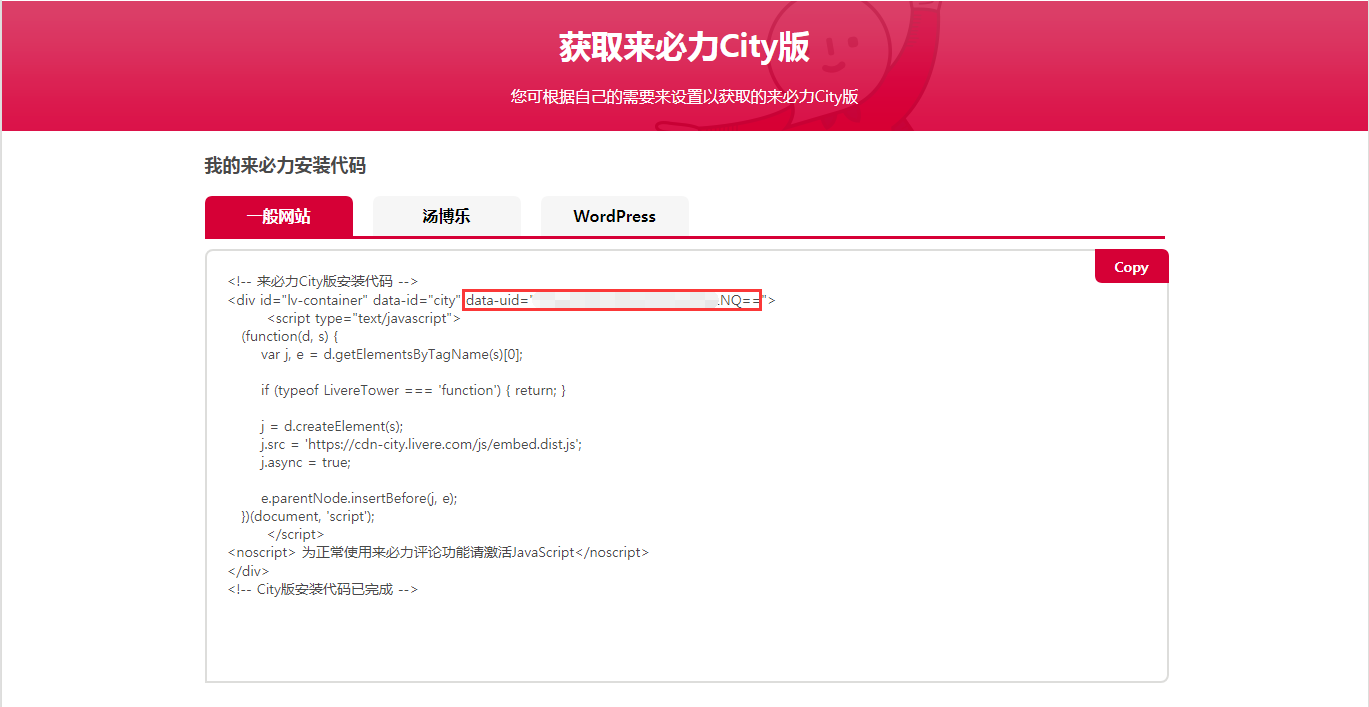 获取来必力City版
您可根据自己的需要来设置以获取的来必力City版
我的来必力安装代码
一般网站 汤博乐 WordPress
Copy
<!-- 来必力City版安装代码 -->
<div id="lv-container" data-id="city" data-uid=" .NQ==">
<script type="text/javascript">
(function(d, s) {
var j, e = d.getElementsByTagName(s)[0];
if (typeof LivereTower === 'function') { return; }
j = d.createElement(s);
j.src = 'https://cdn-city.livere.com/js/embed.dist.js';
j.async = true;
e.parentNode.insertBefore(j, e);
})(document, 'script');
</script>
<noscript> 为正常使用来必力评论功能请激活JavaScript</noscript>
</div>
<!-- City版安装代码已完成 -->